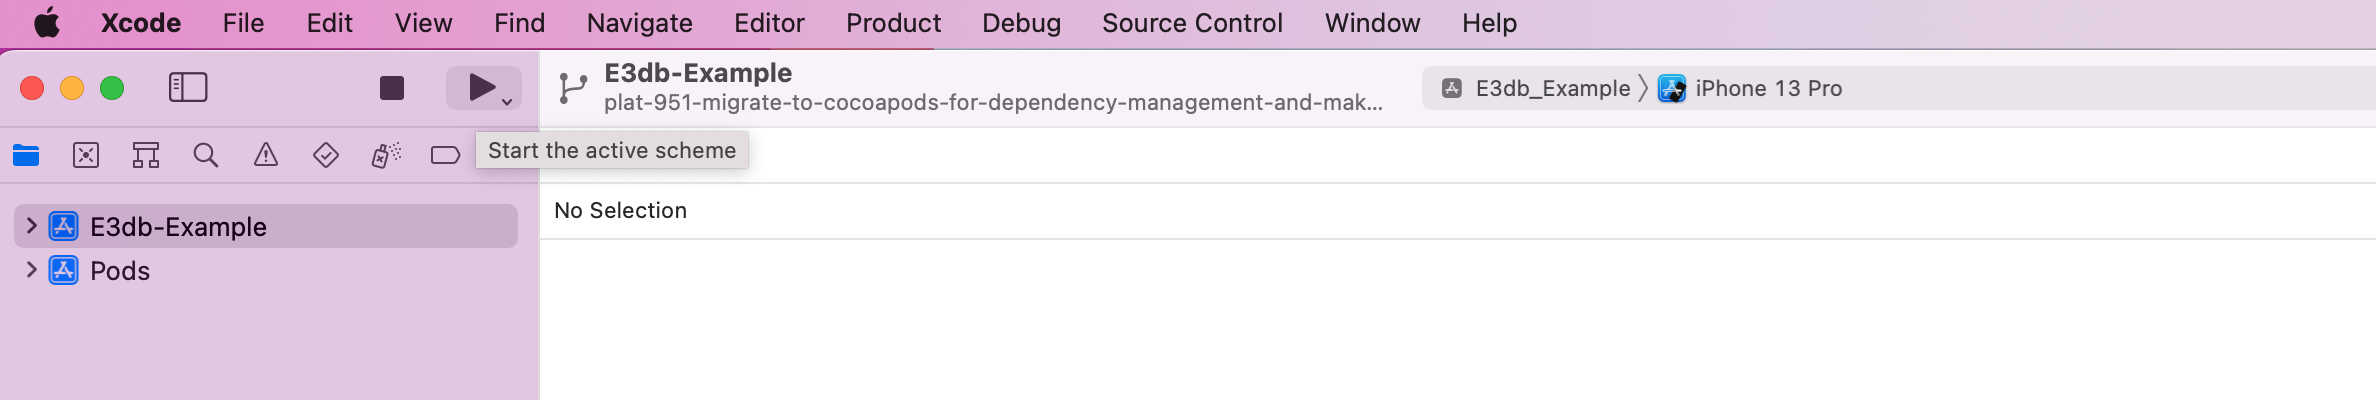 Xcode File Edit View Find Navigate Editor Product Debug Source Control Window Help
E3db-Example
plat-951-migrate-to-cocoapods-for-dependency-management-and-mak...
E3db_Example iPhone 13 Pro
Start the active scheme
No Selection
E3db-Example
Pods